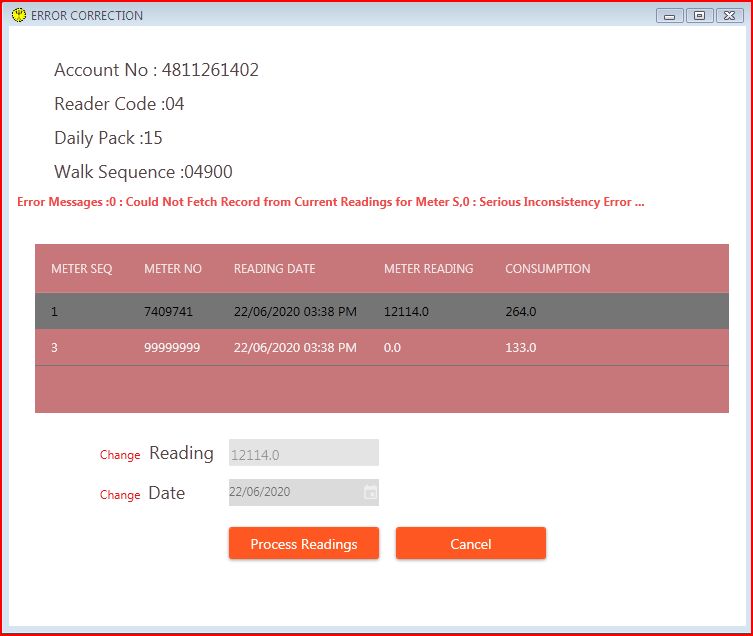 ERROR CORRECTION
Account No : 4811261402
Reader Code :04
Daily Pack :15
Walk Sequence :04900
Error Messages :0 : Could Not Fetch Record from Current Readings for Meter S,0 : Serious Inconsistency Error ...
METER SEQ METER NO READING DATE METER READING CONSUMPTION
1 7409741 22/06/2020 03:38 PM 12114.0 264.0
3 99999999 22/06/2020 03:38 PM 0.0 133.0
Change Reading 12114.0
Change Date 22/06/2020
Process Readings Cancel